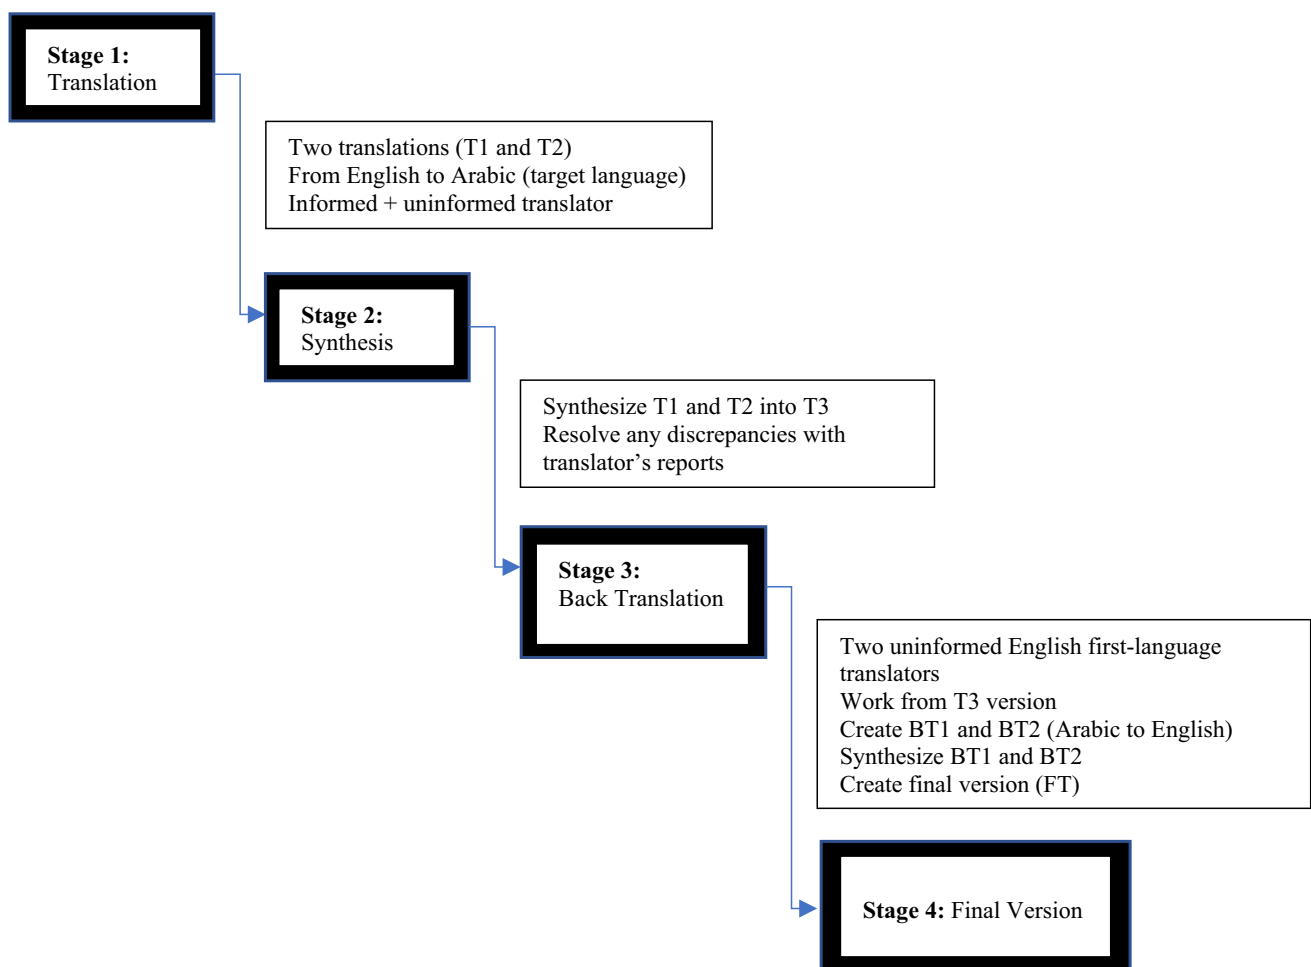 Stage 1:
Translation
Two translations (T1 and T2)
From English to Arabic (target language)
Informed + uninformed translator
Stage 2:
Synthesis
Synthesize T1 and T2 into T3
Resolve any discrepancies with
translator’s reports
Stage 3:
Back Translation
Two uninformed English first-language
translators
Work from T3 version
Create BT1 and BT2 (Arabic to English)
Synthesize BT1 and BT2
Create final version (FT)
Stage 4: Final Version